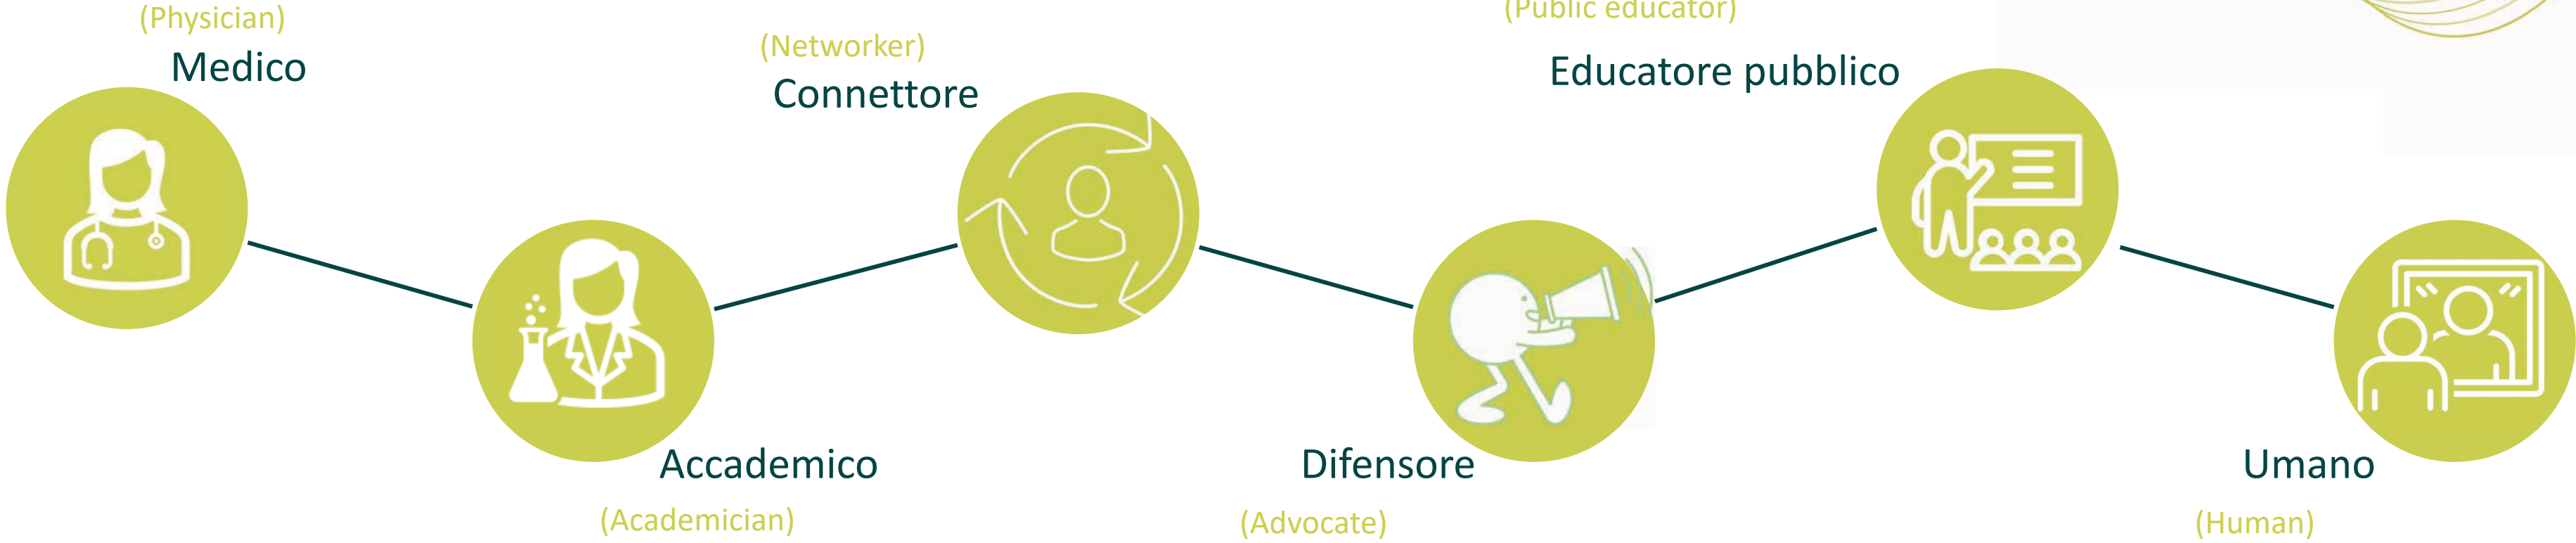 (Physician)
Medico
(Networker)
Connettore
(Public educator)
Educatore pubblico
Accademico
(Academician)
Difensore
(Advocate)
Umano
(Human)